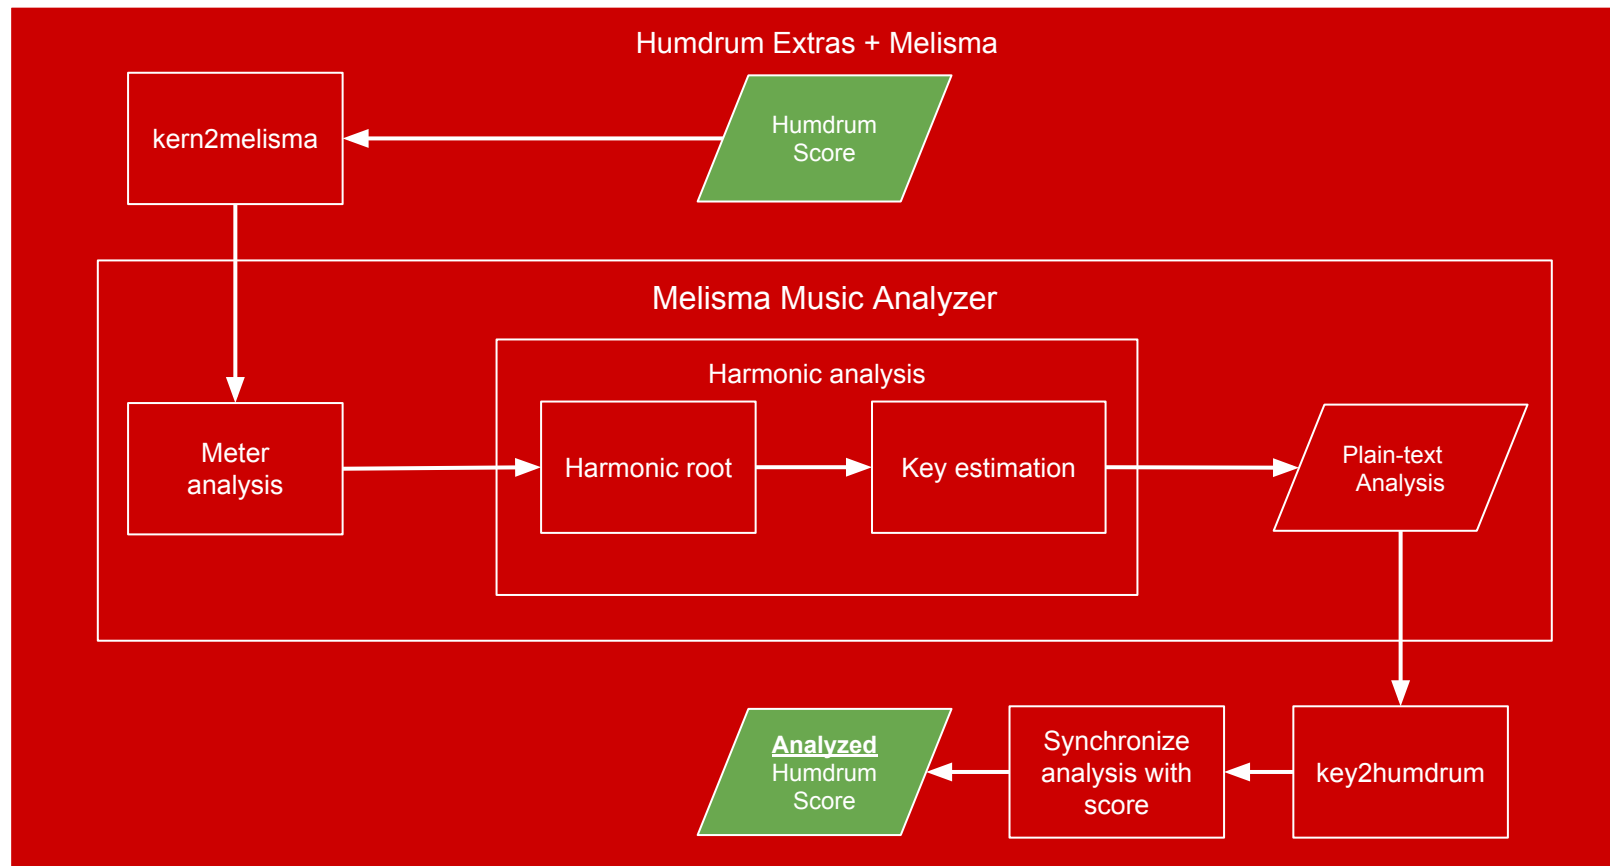 Humdrum Extras + Melisma
kern2melisma
Humdrum
Score
Melisma Music Analyzer
Harmonic analysis
Meter
analysis
Harmonic root
Key estimation
Plain-text
Analysis
Analyzed
Humdrum
Score
Synchronize
analysis with
score
key2humdrum